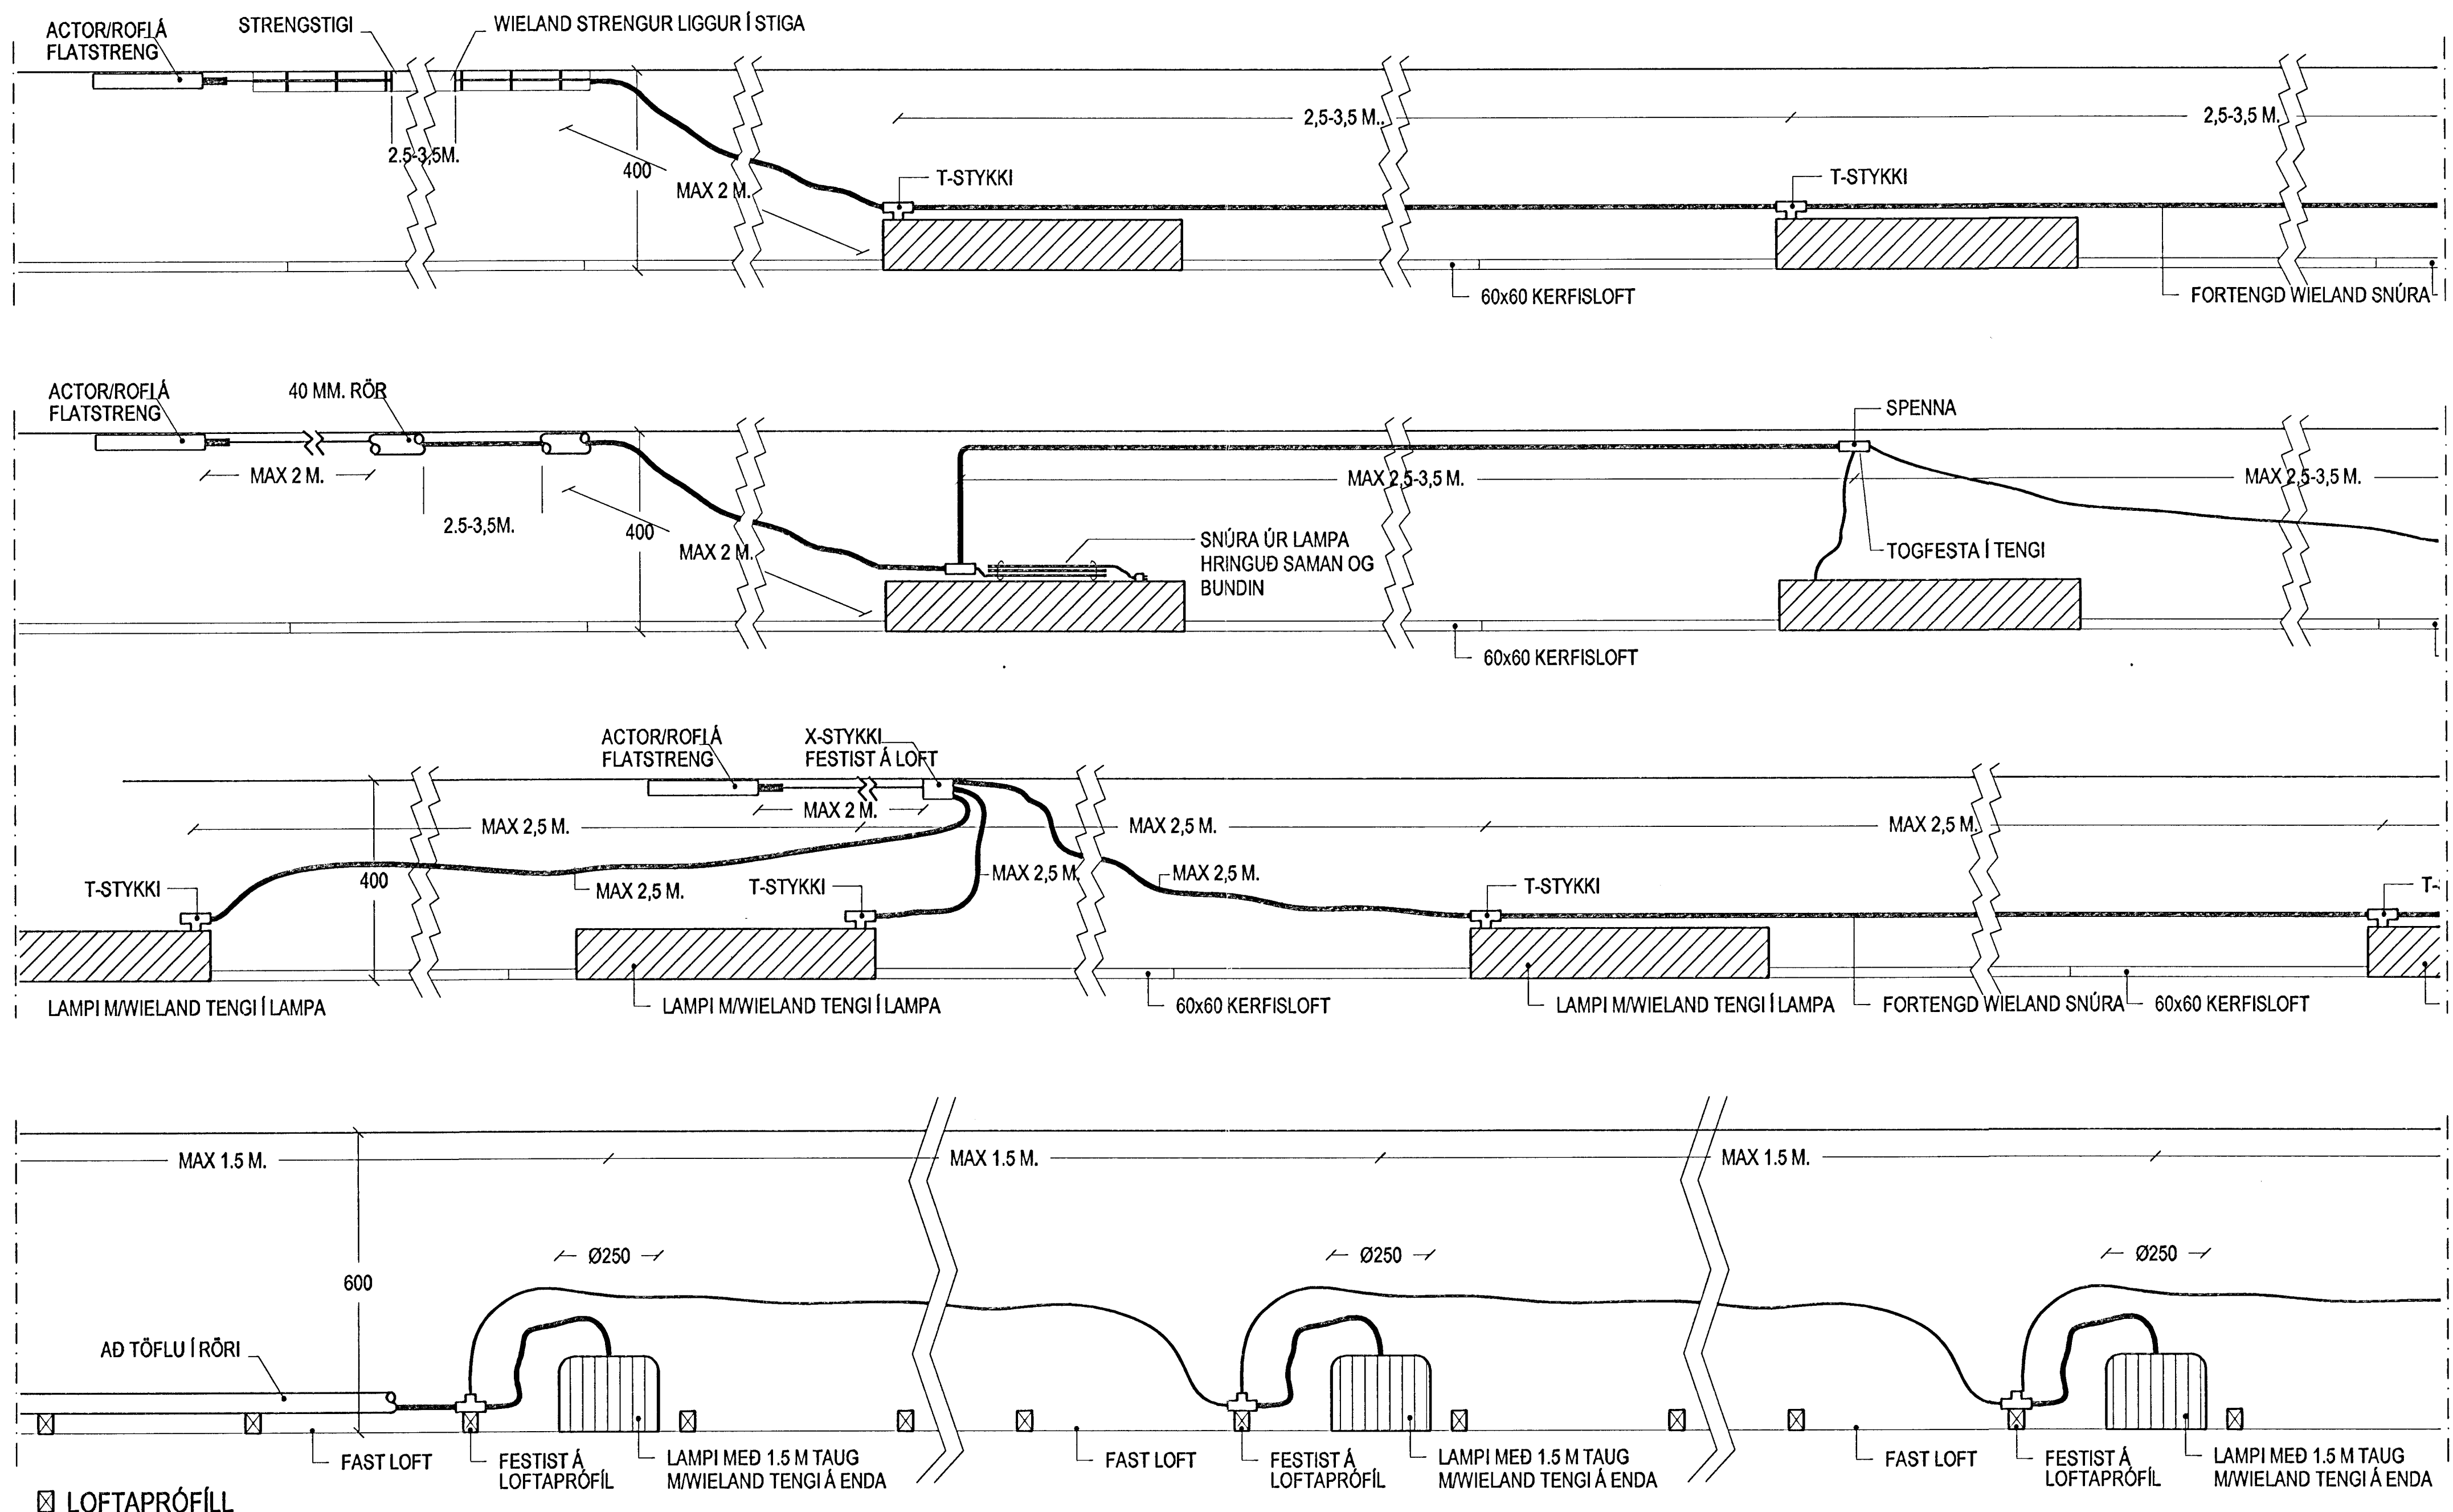 ACTOR/ROFI Á
FLATSTRENG
STRENGSTIGI
WIELAND STRENGUR LIGGUR Í STIGA
2.5-3,5M.
400
MAX 2 M.
2,5-3,5 M.
2,5-3,5 M.
T-STYKKI
T-STYKKI
60x60 KERFISLOFT
FORTENGD WIELAND SNÚRA
ACTOR/ROFI Á
FLATSTRENG
40 MM. RÖR
MAX 2 M.
2.5-3,5M.
400
MAX 2 M.
MAX 2,5-3,5 M.
MAX 2,5-3,5 M.
SPENNA
SNÚRA ÚR LAMPA
HRINGUÐ SAMAN OG
BUNDIN
TOGFESTA Í TENGI
60x60 KERFISLOFT
ACTOR/ROFI Á
FLATSTRENG
X-STYKKI
FESTIST Á LOFT
MAX 2 M.
MAX 2,5 M.
MAX 2,5 M.
MAX 2,5 M.
400
MAX 2,5 M.
MAX 2,5 M.
MAX 2,5 M.
T-STYKKI
T-STYKKI
T-STYKKI
T-
LAMPI M/WIELAND TENGI Í LAMPA
LAMPI M/WIELAND TENGI Í LAMPA
60x60 KERFISLOFT
LAMPI M/WIELAND TENGI Í LAMPA
FORTENGD WIELAND SNÚRA
60x60 KERFISLOFT
MAX 1.5 M.
MAX 1.5 M.
MAX 1.5 M.
600
Ø250
Ø250
Ø250
AÐ TÖFLU Í RÖRI
FAST LOFT
FESTIST Á
LOFTAPRÓFÍL
LAMPI MEÐ 1.5 M TAUG
M/WIELAND TENGI Á ENDA
FAST LOFT
FESTIST Á
LOFTAPRÓFÍL
LAMPI MEÐ 1.5 M TAUG
M/WIELAND TENGI Á ENDA
FAST LOFT
FESTIST Á
LOFTAPRÓFÍL
LAMPI MEÐ 1.5 M TAUG
M/WIELAND TENGI Á ENDA
LOFTAPRÓFÍLL